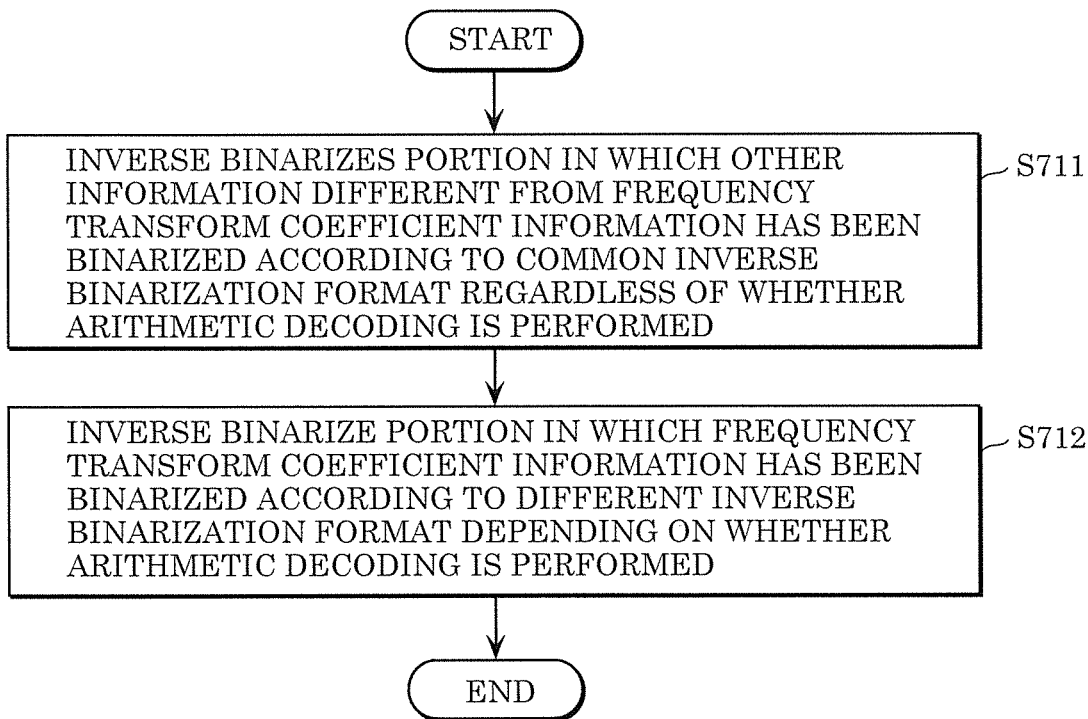 START
INVERSE BINARIZES PORTION IN WHICH OTHER
INFORMATION DIFFERENT FROM FREQUENCY
TRANSFORM COEFFICIENT INFORMATION HAS BEEN
BINARIZED ACCORDING TO COMMON INVERSE
BINARIZATION FORMAT REGARDLESS OF WHETHER
ARITHMETIC DECODING IS PERFORMED
S711
INVERSE BINARIZE PORTION IN WHICH FREQUENCY
TRANSFORM COEFFICIENT INFORMATION HAS BEEN
BINARIZED ACCORDING TO DIFFERENT INVERSE
BINARIZATION FORMAT DEPENDING ON WHETHER
ARITHMETIC DECODING IS PERFORMED
S712
END